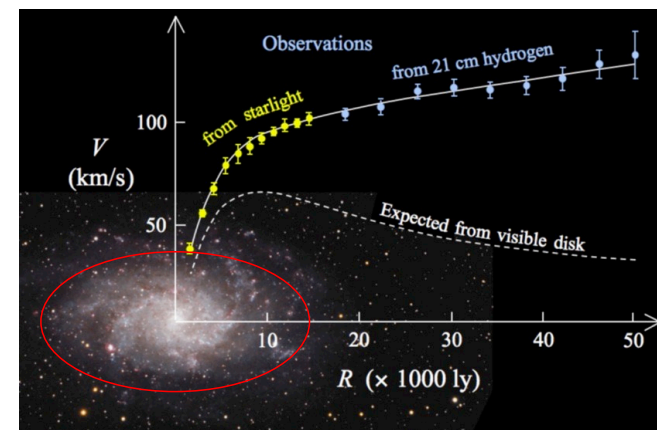 Observations
from 21 cm hydrogen
from starlight
100
V
(km/s)
50
Expected from visible disk
10
20
30
40
50
R (× 1000 ly)